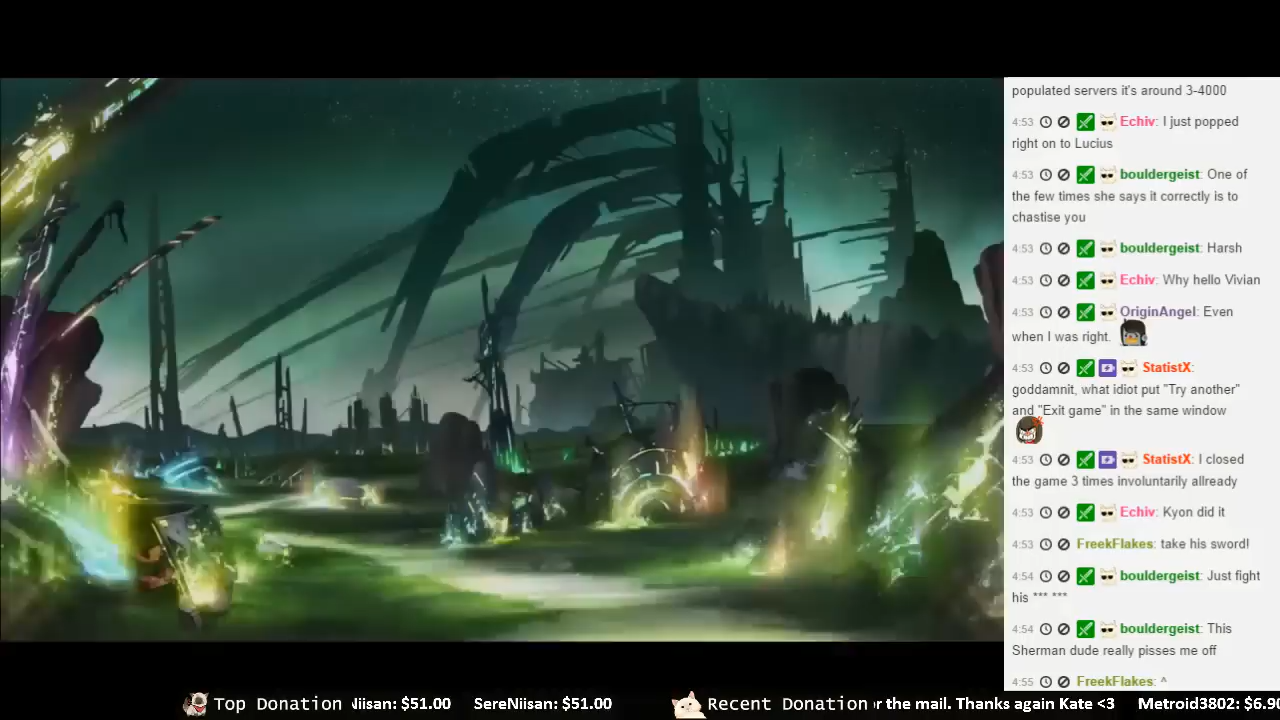 populated servers it's around 3-4000
4:53 Echiv: I just popped
right on to Lucius
4:53 bouldergeist: One of
the few times she says it correctly is to
chastise you
4:53 bouldergeist: Harsh
4:53 Echiv: Why hello Vivian
4:53 OriginAngel: Even
when I was right.
4:53 StatistX:
goddamnit, what idiot put "Try another"
and "Exit game" in the same window
4:53 StatistX: I closed
the game 3 times involuntarily allready
4:53 Echiv: Kyon did it
4:53 FreekFlakes: take his sword!
4:54 bouldergeist: Just fight
his *** ***
4:54 bouldergeist: This
Sherman dude really pisses me off
4:55 FreekFlakes: ^
Top Donation Niisan: $51.00 SereNiisan: $51.00 Recent Donation r the mail. Thanks again Kate <3 Metroid3802: $6.9